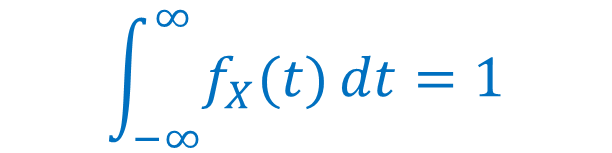 ∫_{-∞}^{∞} f_X(t) dt = 1